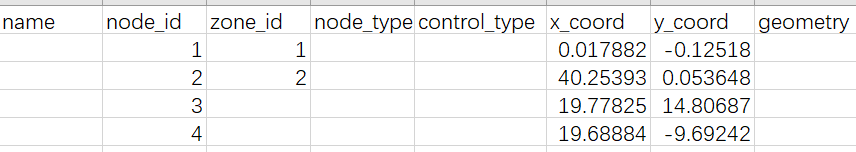 name node_id zone_id node_type control_type x_coord y_coord geometry
1 1 0.017882 -0.12518
2 2 40.25393 0.053648
3 19.77825 14.80687
4 19.68884 -9.69242